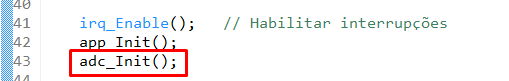 40
41 irq_Enable(); // Habilitar interrupções
42 app_Init();
43 adc_Init();